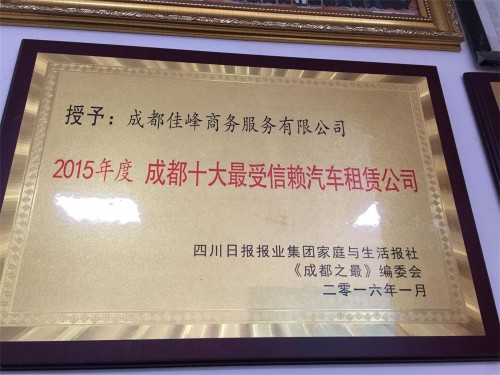 授予：成都佳峰商务服务有限公司
2015年度 成都十大最受信赖汽车租赁公司
四川日报报业集团家庭与生活报社
《成都之最》编委会
二零一六年一月